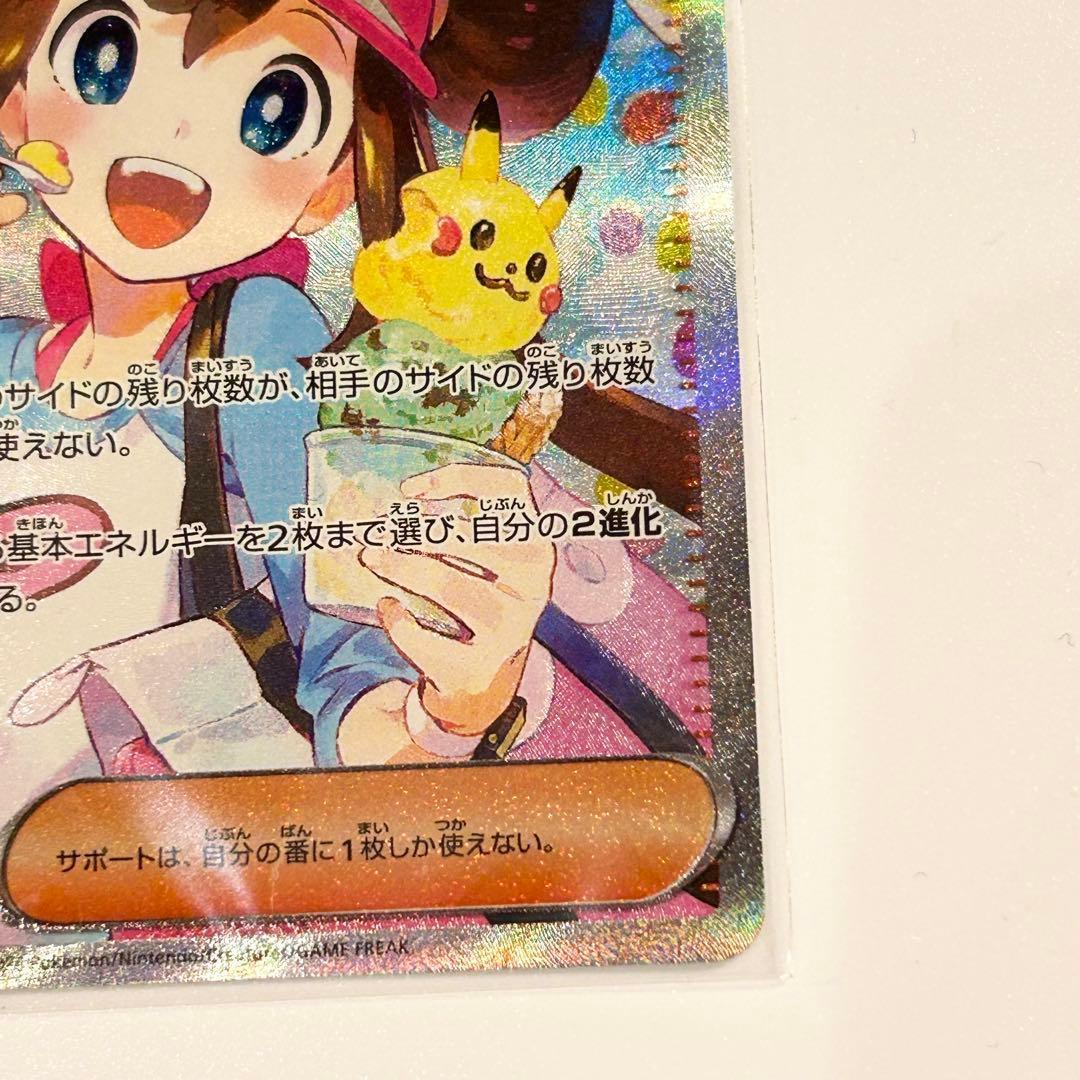 サイドの残り枚数が、相手のサイドの残り枚数
使えない。
基本エネルギーを2枚まで選び、自分の2進化
る。
サポートは、自分の番に1枚しか使えない。
Pokémon/Nintendo/Creatures/GAME FREAK